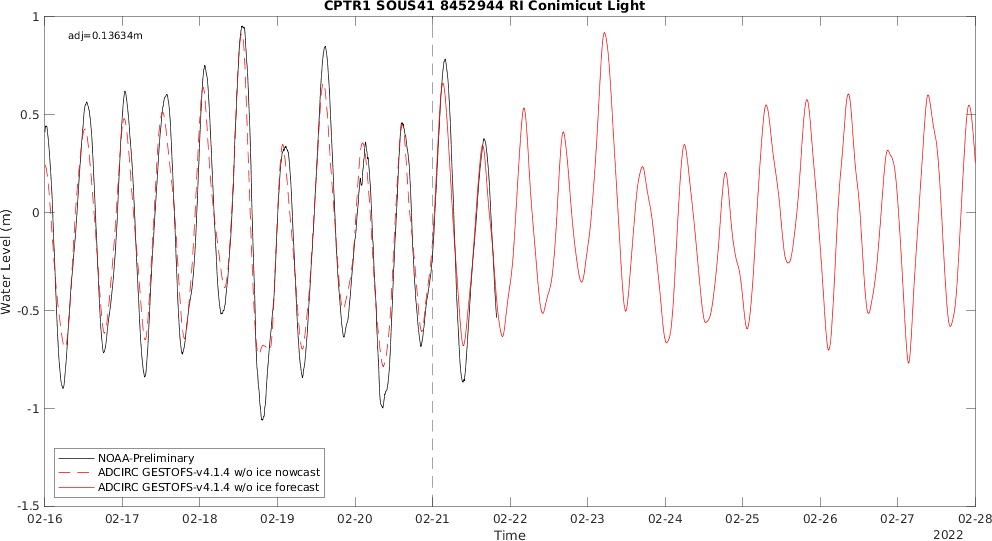 CPTR1 SOUS41 8452944 RI Conimicut Light
adj=0.13634m
1
0.5
0
-0.5
-1
-1.5
Water Level (m)
NOAA-Preliminary
ADCIRC GESTOFS-v4.1.4 w/o ice nowcast
ADCIRC GESTOFS-v4.1.4 w/o ice forecast
02-16 02-17 02-18 02-19 02-20 02-21 02-22 02-23 02-24 02-25 02-26 02-27 02-28
Time
2022